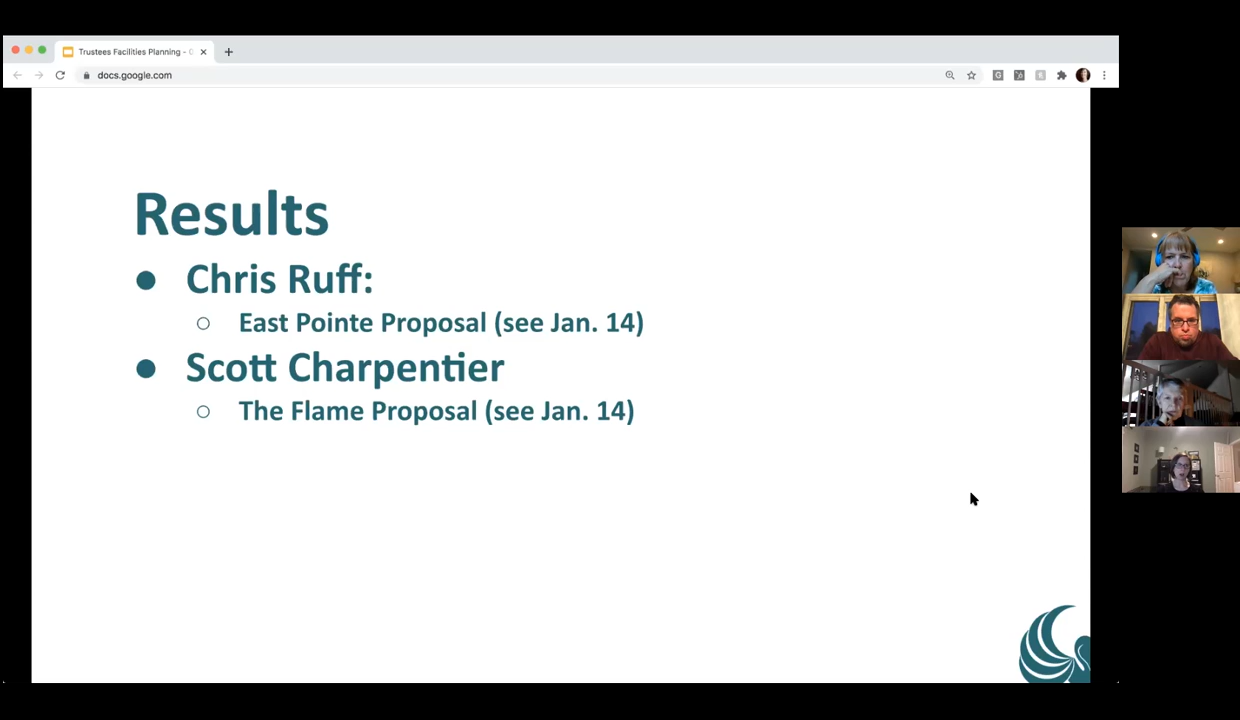 Trustees Facilities Planning -
docs.google.com
Results
● Chris Ruff:
○ East Pointe Proposal (see Jan. 14)
● Scott Charpentier
○ The Flame Proposal (see Jan. 14)